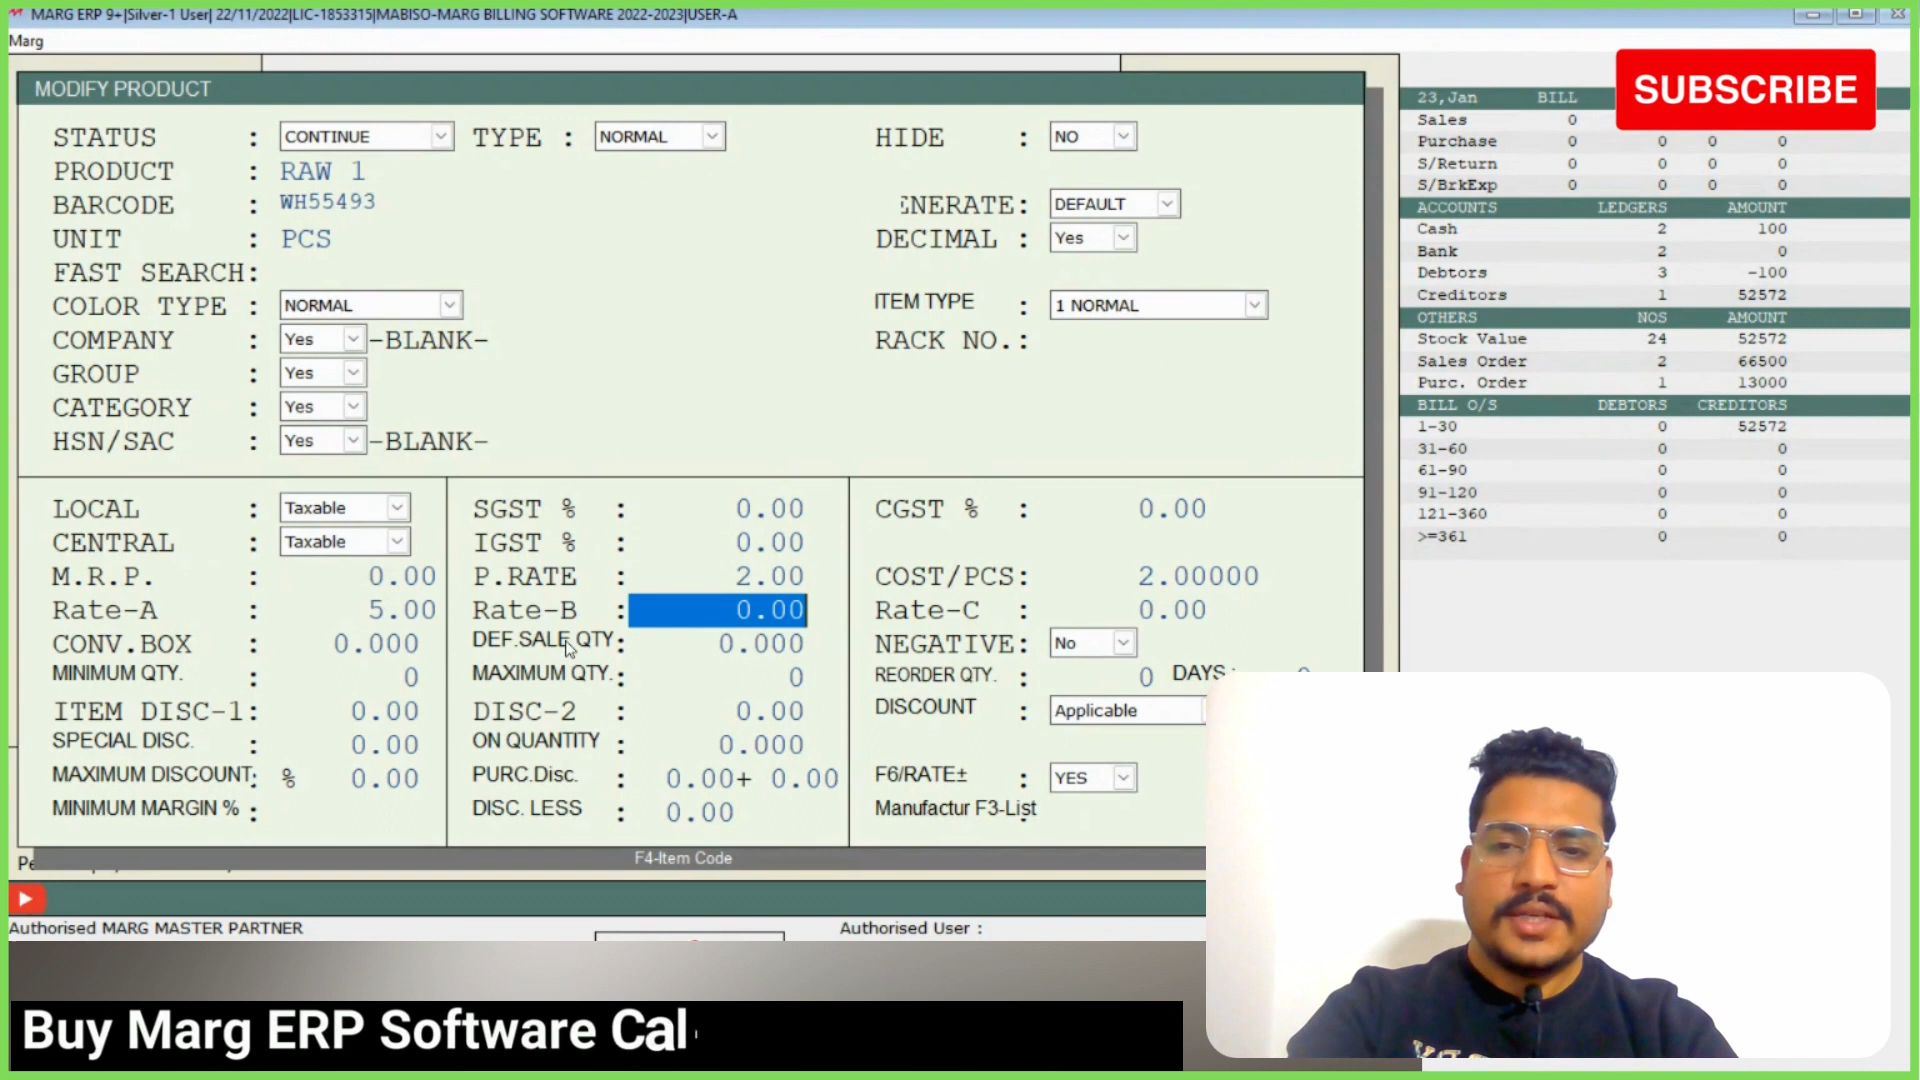 MARG ERP 9+|Silver-1 User| 22/11/2022|LIC-1853315|MABISO-MARG BILLING SOFTWARE 2022-2023|USER-A
Marg
MODIFY PRODUCT
STATUS : CONTINUE TYPE : NORMAL HIDE : NO
PRODUCT : RAW 1
BARCODE : WH55493 ENERATE: DEFAULT
UNIT : PCS DECIMAL : Yes
FAST SEARCH:
COLOR TYPE : NORMAL ITEM TYPE : 1 NORMAL
COMPANY : Yes -BLANK- RACK NO.:
GROUP : Yes
CATEGORY : Yes
HSN/SAC : Yes -BLANK-
LOCAL : Taxable SGST % : 0.00 CGST % : 0.00
CENTRAL : Taxable IGST % : 0.00
M.R.P. : 0.00 P.RATE : 2.00 COST/PCS: 2.00000
Rate-A : 5.00 Rate-B : 0.00 Rate-C : 0.00
CONV.BOX : 0.000 DEF.SALE QTY: 0.000 NEGATIVE: No
MINIMUM QTY. : 0 MAXIMUM QTY. : 0 REORDER QTY. : 0 DAYS :
ITEM DISC-1: 0.00 DISC-2 : 0.00 DISCOUNT : Applicable
SPECIAL DISC. : 0.00 ON QUANTITY : 0.000
MAXIMUM DISCOUNT: % 0.00 PURC.Disc. : 0.00+ 0.00 F6/RATE± : YES
MINIMUM MARGIN % : DISC. LESS : 0.00 Manufactur F3-List :
F4-Item Code
Authorised MARG MASTER PARTNER Authorised User :
Buy Marg ERP Software Cal
SUBSCRIBE
23,Jan BILL
Sales 0
Purchase 0 0 0 0
S/Return 0 0 0 0
S/BrkExp 0 0 0 0
ACCOUNTS LEDGERS AMOUNT
Cash 2 100
Bank 2 0
Debtors 3 -100
Creditors 1 52572
OTHERS NOS AMOUNT
Stock Value 24 52572
Sales Order 2 66500
Purc. Order 1 13000
BILL O/S DEBTORS CREDITORS
1-30 0 52572
31-60 0 0
61-90 0 0
91-120 0 0
121-360 0 0
>=361 0 0